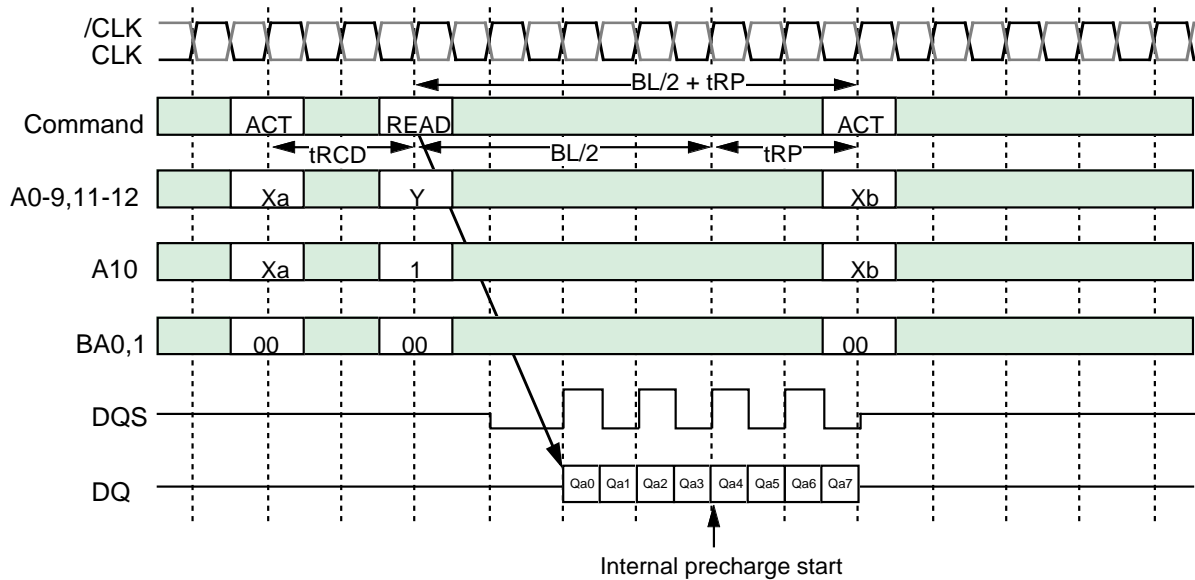 /CLK
CLK
BL/2 + tRP
Command ACT READ ACT
tRCD BL/2 tRP
A0-9,11-12 Xa Y Xb
A10 Xa 1 Xb
BA0,1 00 00 00
DQS
DQ Qa0 Qa1 Qa2 Qa3 Qa4 Qa5 Qa6 Qa7
Internal precharge start